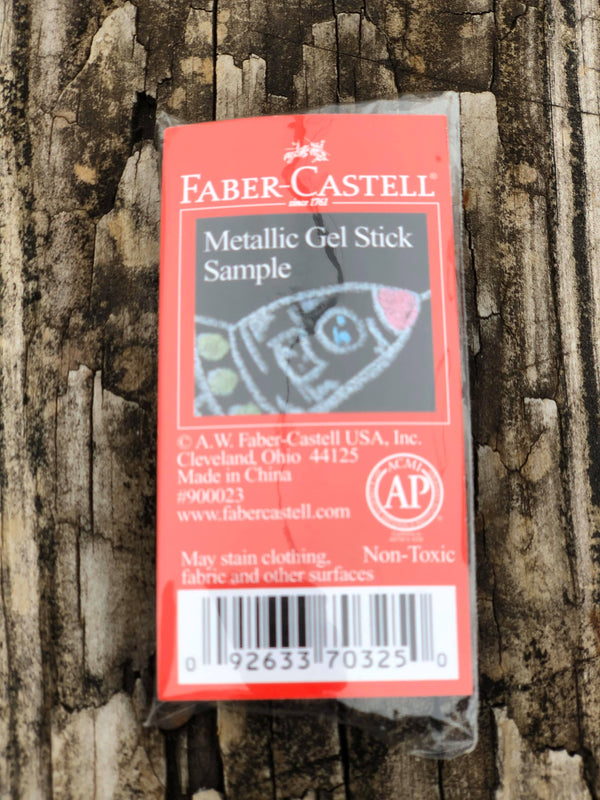 FABER-CASTELL®
since 1761
Metallic Gel Stick
Sample
© A.W. Faber-Castell USA, Inc.
Cleveland, Ohio 44125
Made in China
#900023
www.fabercastell.com
ACMI
AP
Non-Toxic
May stain clothing,
fabric and other surfaces
0 92633 70325 0